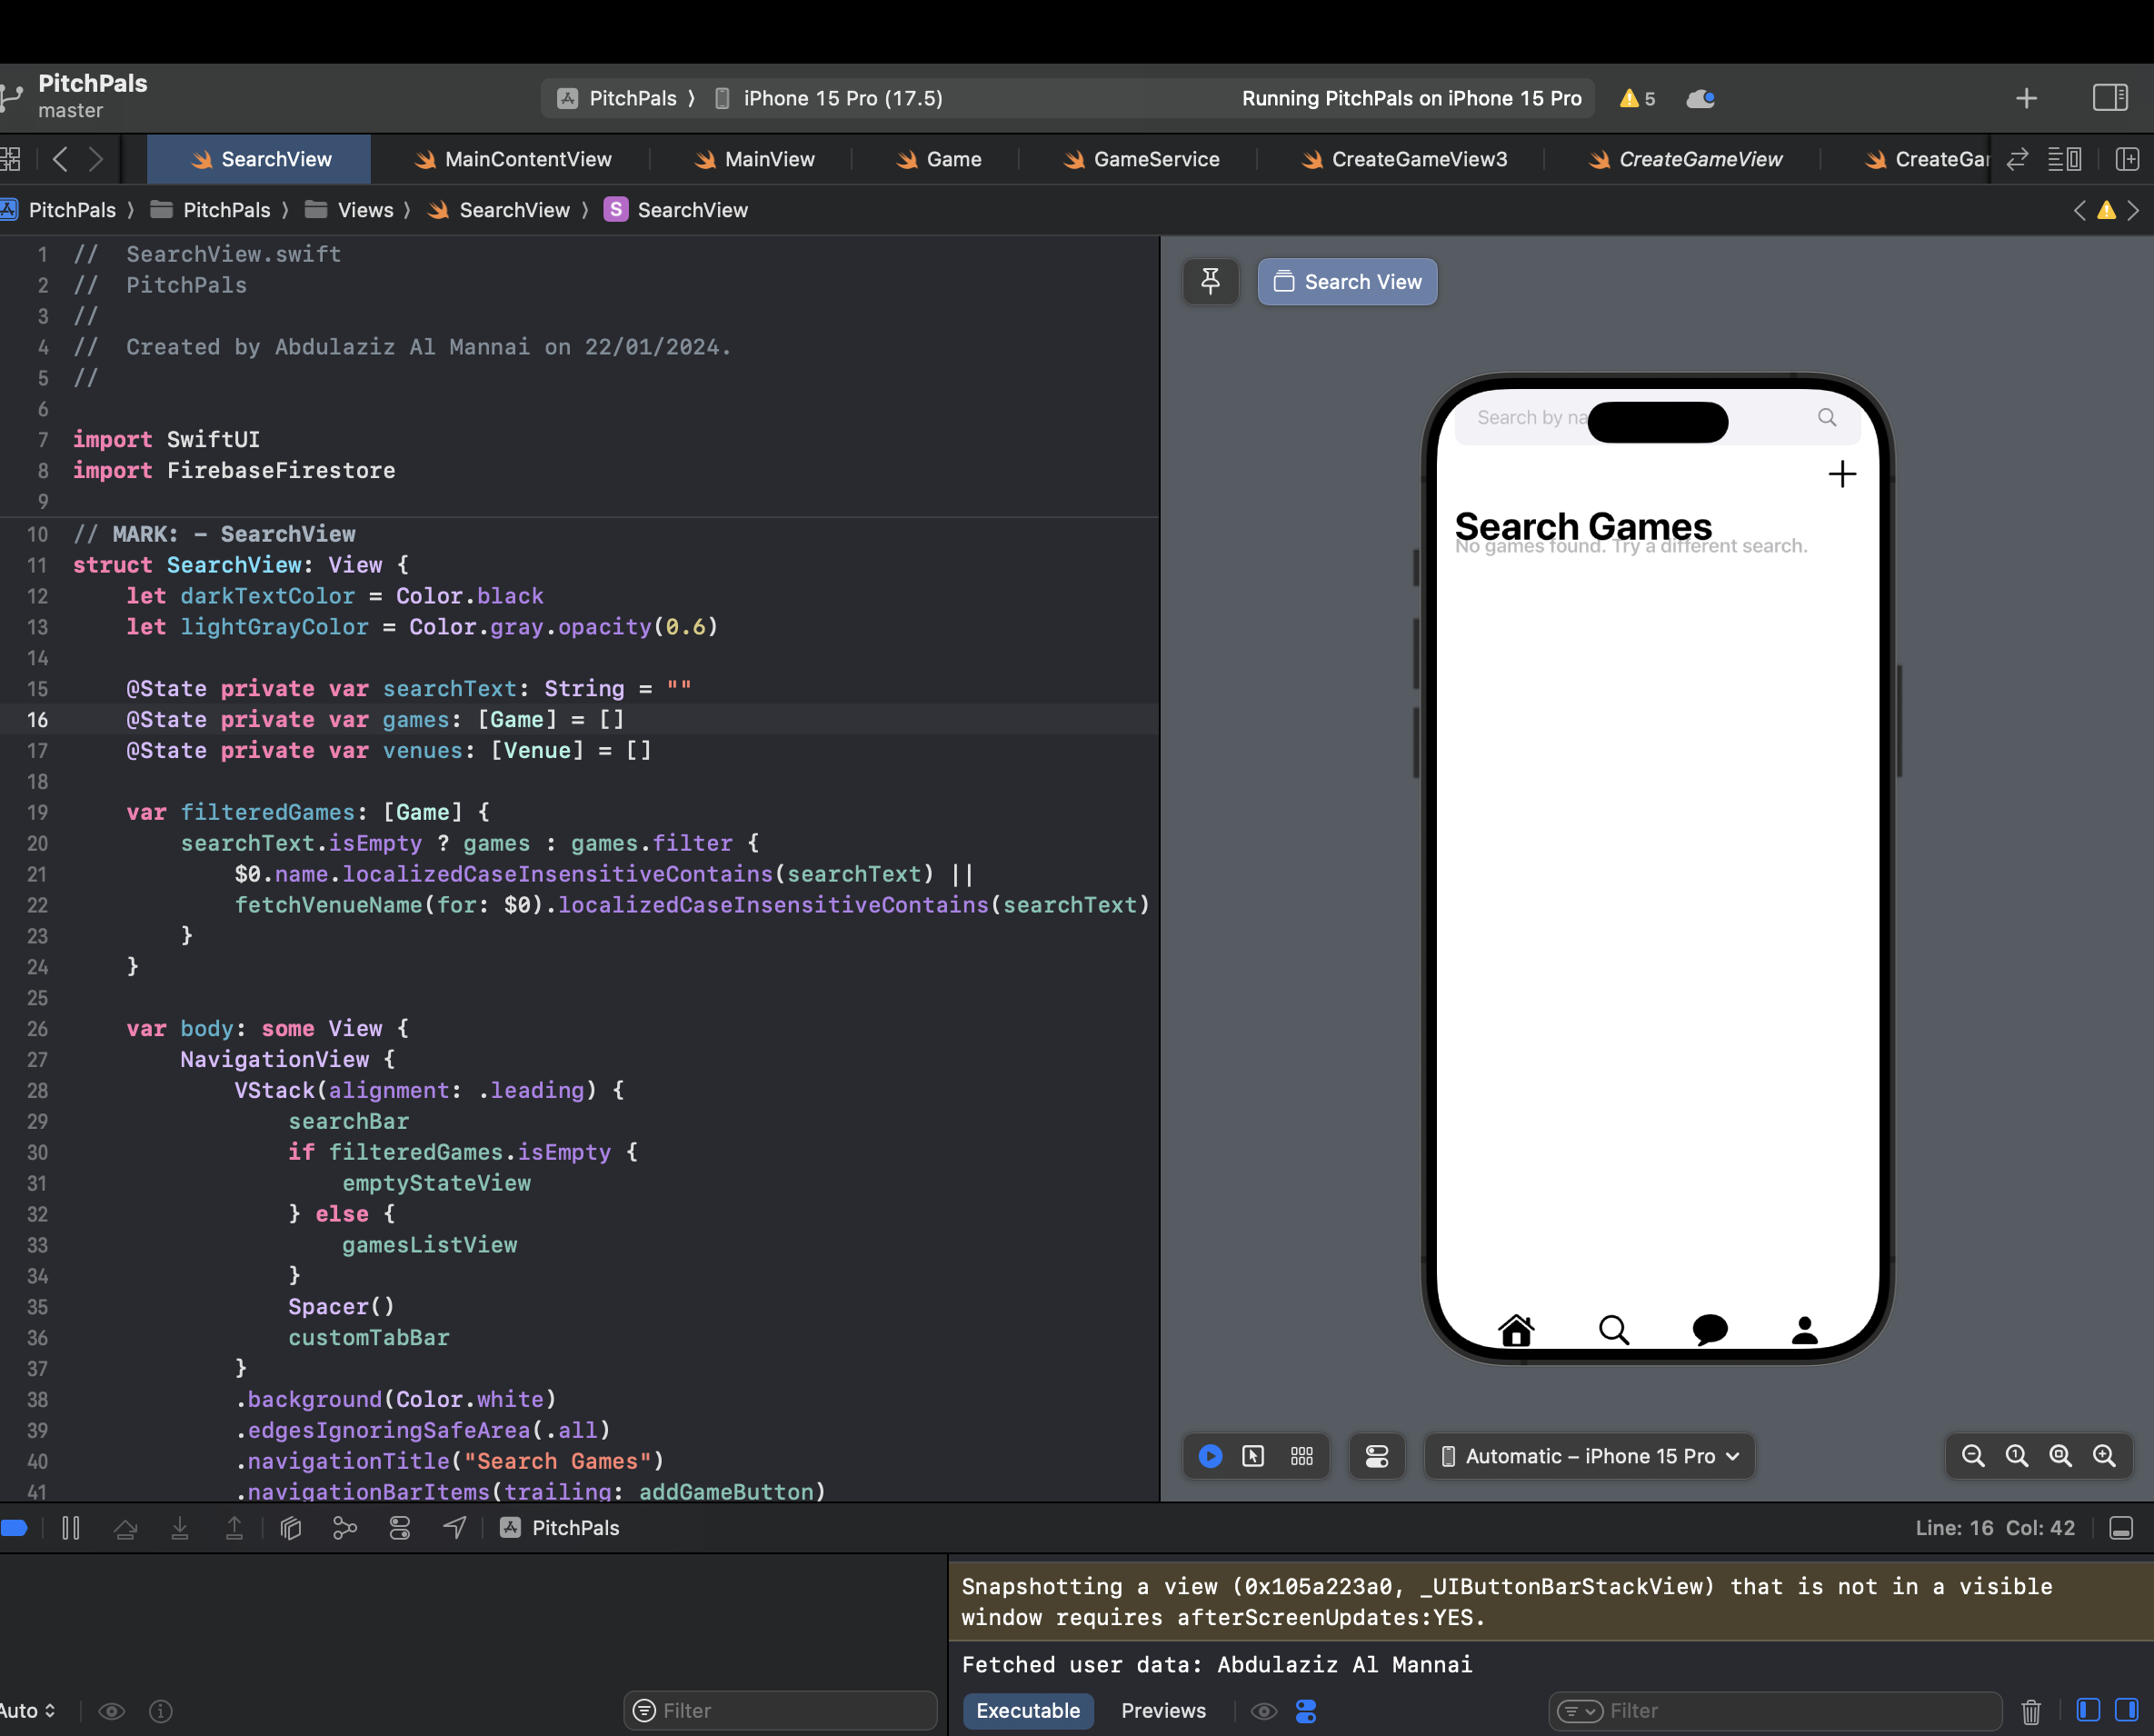 PitchPals
master
PitchPals 〉 iPhone 15 Pro (17.5)
Running PitchPals on iPhone 15 Pro
5
SearchView
MainContentView
MainView
Game
GameService
CreateGameView3
CreateGameView
CreateGar
PitchPals 〉 PitchPals 〉 Views 〉 SearchView 〉 S SearchView
1 //  SearchView.swift
2 //  PitchPals
3 //
4 //  Created by Abdulaziz Al Mannai on 22/01/2024.
5 //
6
7 import SwiftUI
8 import FirebaseFirestore
9
10 // MARK: - SearchView
11 struct SearchView: View {
12     let darkTextColor = Color.black
13     let lightGrayColor = Color.gray.opacity(0.6)
14
15     @State private var searchText: String = ""
16     @State private var games: [Game] = []
17     @State private var venues: [Venue] = []
18
19     var filteredGames: [Game] {
20         searchText.isEmpty ? games : games.filter {
21             $0.name.localizedCaseInsensitiveContains(searchText) ||
22             fetchVenueName(for: $0).localizedCaseInsensitiveContains(searchText)
23         }
24     }
25
26     var body: some View {
27         NavigationView {
28             VStack(alignment: .leading) {
29                 searchBar
30                 if filteredGames.isEmpty {
31                     emptyStateView
32                 } else {
33                     gamesListView
34                 }
35                 Spacer()
36                 customTabBar
37             }
38             .background(Color.white)
39             .edgesIgnoringSafeArea(.all)
40             .navigationTitle("Search Games")
41             .navigationBarItems(trailing: addGameButton)
Search View
Search by na
Search Games
No games found. Try a different search.
Automatic – iPhone 15 Pro
PitchPals
Line: 16 Col: 42
Snapshotting a view (0x105a223a0, _UIButtonBarStackView) that is not in a visible
window requires afterScreenUpdates:YES.
Fetched user data: Abdulaziz Al Mannai
Auto
Filter
Executable
Previews
Filter